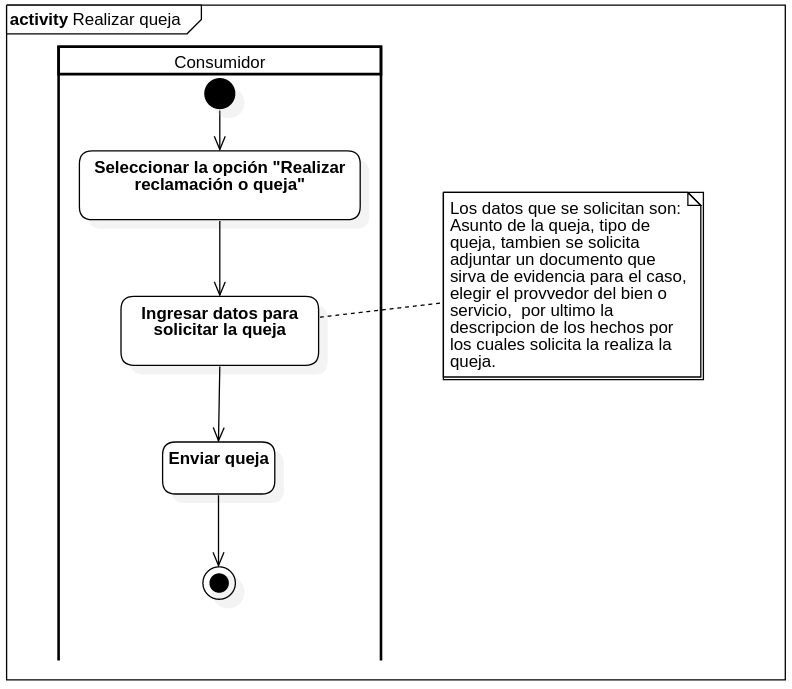 activity Realizar queja
Consumidor
Seleccionar la opción "Realizar
reclamación o queja"
Ingresar datos para
solicitar la queja
Enviar queja
Los datos que se solicitan son:
Asunto de la queja, tipo de
queja, tambien se solicita
adjuntar un documento que
sirva de evidencia para el caso,
elegir el provvedor del bien o
servicio,  por ultimo la
descripcion de los hechos por
los cuales solicita la realiza la
queja.